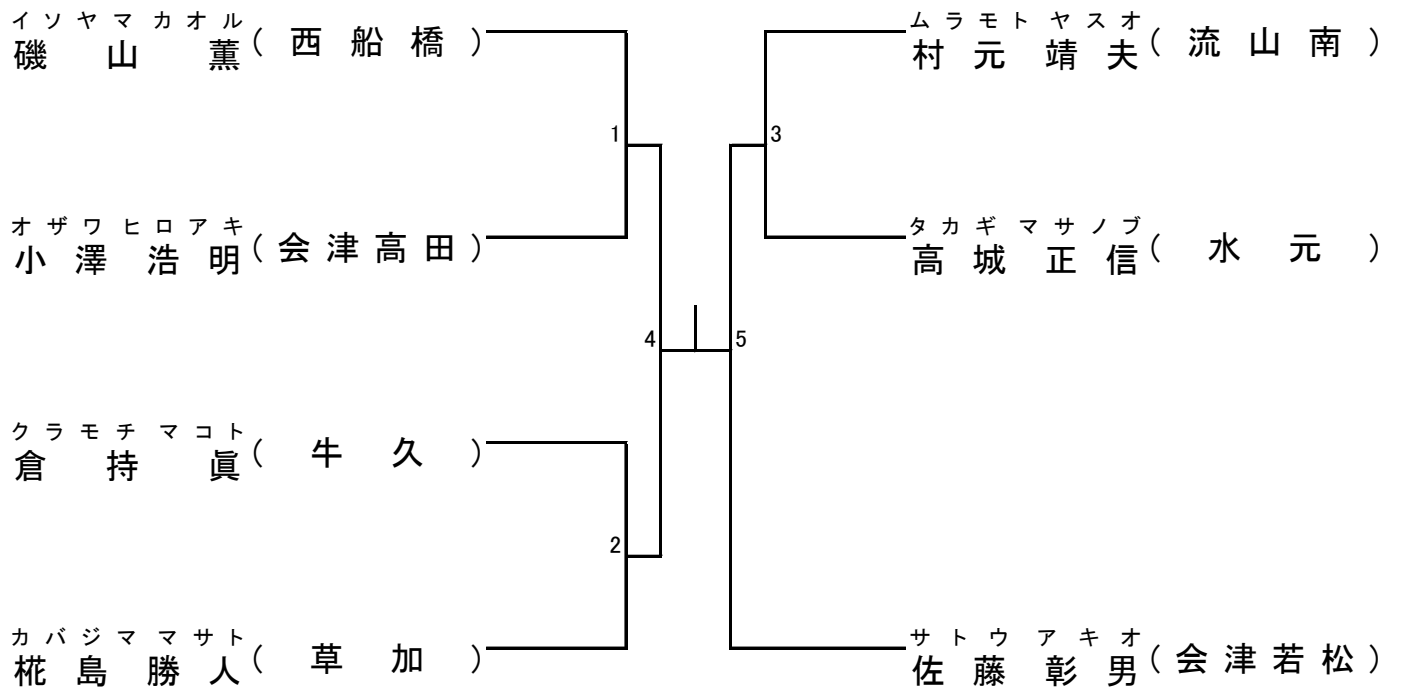 イソヤマカオル
磯山薫(西船橋)
オザワヒロアキ
小澤浩明(会津高田)
クラモチマコト
倉持眞(牛久)
カバジママサト
椛島勝人(草加)
1
2
4
5
3
ムラモトヤスオ
村元靖夫(流山南)
タカギマサノブ
高城正信(水元)
サトウアキオ
佐藤彰男(会津若松)